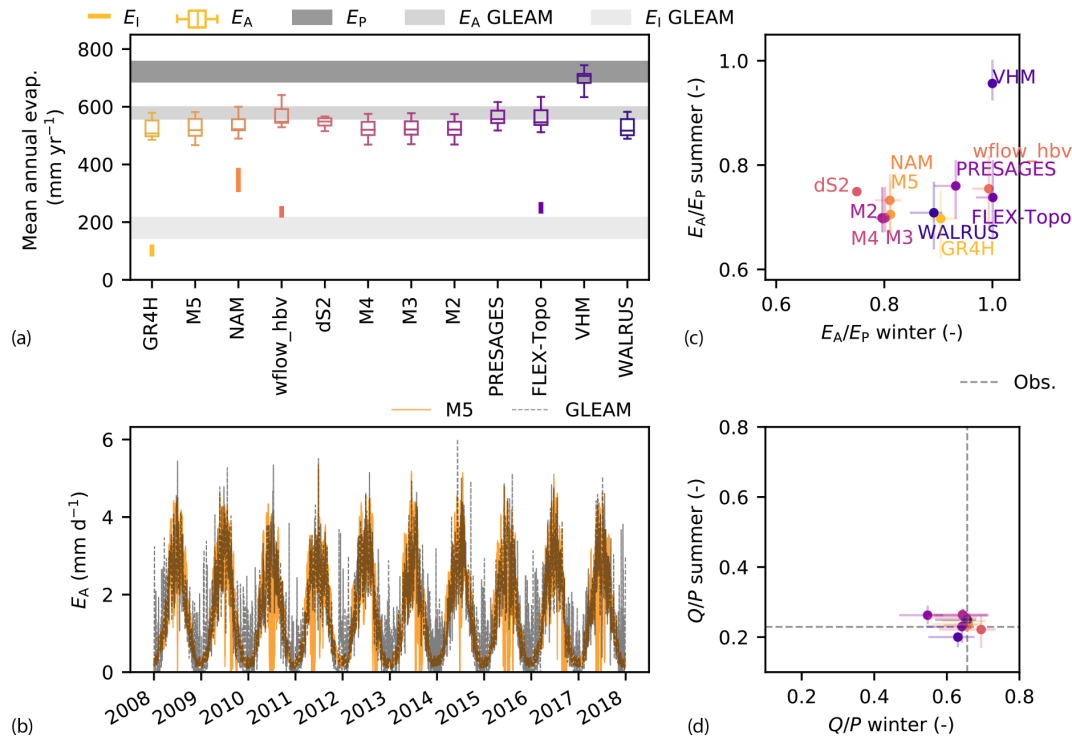 E_I E_A E_P E_A GLEAM E_I GLEAM
Mean annual evap.
(mm yr⁻¹)
800
600
400
200
0
GR4H M5 NAM wflow_hbv dS2 M4 M3 M2 PRESAGES FLEX-Topo VHM WALRUS
(a)
E_A/E_P summer (-)
1.0
0.8
0.6
VHM
wflow_hbv
PRESAGES
NAM
M5
dS2
FLEX-Topo
M2
M4
M3
WALRUS
GR4H
0.6 0.8 1.0
E_A/E_P winter (-)
(c)
M5 GLEAM
E_A (mm d⁻¹)
6
4
2
0
2008 2009 2010 2011 2012 2013 2014 2015 2016 2017 2018
(b)
Obs.
Q/P summer (-)
0.8
0.6
0.4
0.2
0.2 0.4 0.6 0.8
Q/P winter (-)
(d)